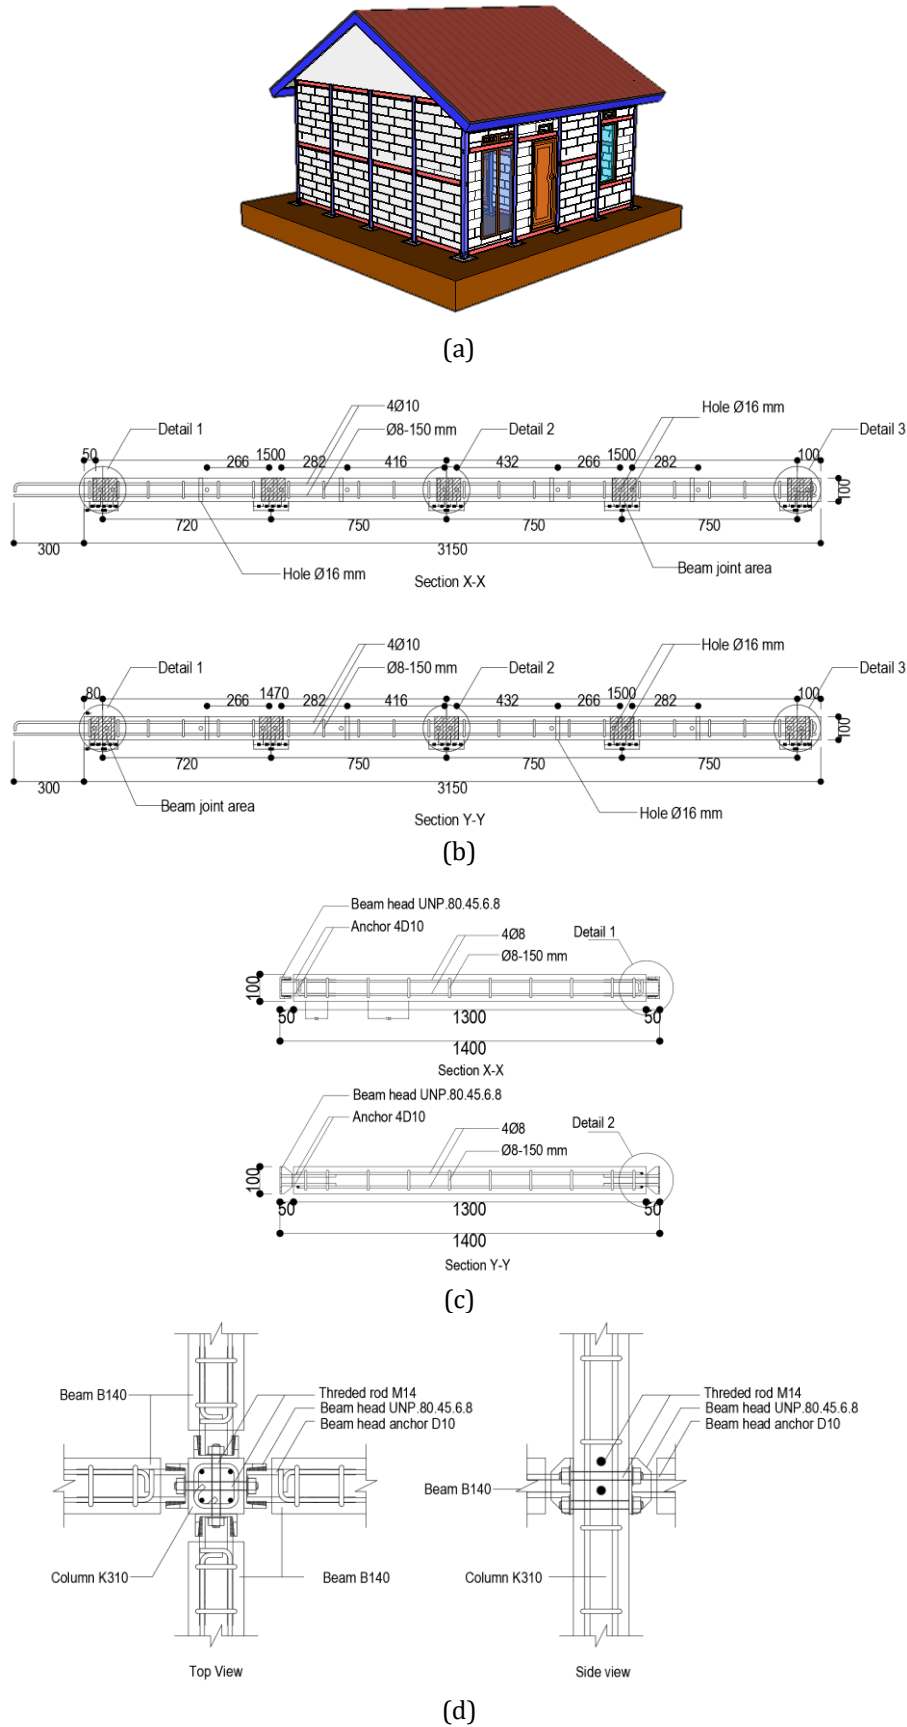 (a)
4Ø10
Hole Ø16 mm
Detail 1
Ø8-150 mm
Detail 2
Detail 3
50
1500
1500
100
266
282
416
432
266
282
100
720
750
750
750
300
3150
Hole Ø16 mm
Beam joint area
Section X-X
4Ø10
Hole Ø16 mm
Detail 1
Ø8-150 mm
Detail 2
Detail 3
80
1470
1500
100
266
282
416
432
266
282
100
720
750
750
750
300
3150
Beam joint area
Hole Ø16 mm
Section Y-Y
(b)
Beam head UNP.80.45.6.8
Anchor 4D10
4Ø8
Detail 1
Ø8-150 mm
100
50
1300
50
1400
Section X-X
Beam head UNP.80.45.6.8
Anchor 4D10
4Ø8
Detail 2
Ø8-150 mm
100
50
1300
50
1400
Section Y-Y
(c)
Beam B140
Threded rod M14
Beam head UNP.80.45.6.8
Beam head anchor D10
Column K310
Beam B140
Top View
Threded rod M14
Beam head UNP.80.45.6.8
Beam head anchor D10
Beam B140
Column K310
Side view
(d)